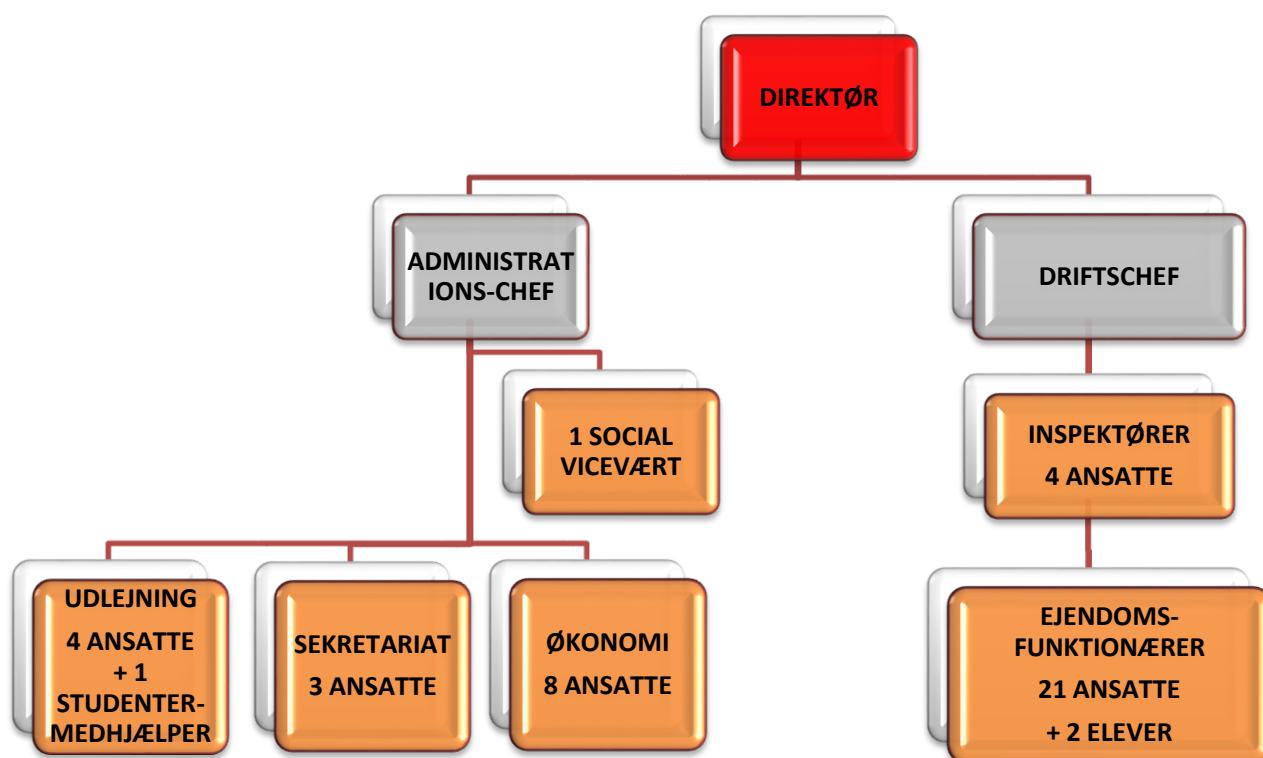 DIREKTØR
ADMINISTRAT
IONS-CHEF
DRIFTSCHEF
1 SOCIAL
VICEVÆRT
INSPEKTØRER
4 ANSATTE
UDLEJNING
4 ANSATTE
+ 1
STUDENTER-
MEDHJÆLPER
SEKRETARIAT
3 ANSATTE
ØKONOMI
8 ANSATTE
EJENDOMS-
FUNKTIONÆRER
21 ANSATTE
+ 2 ELEVER